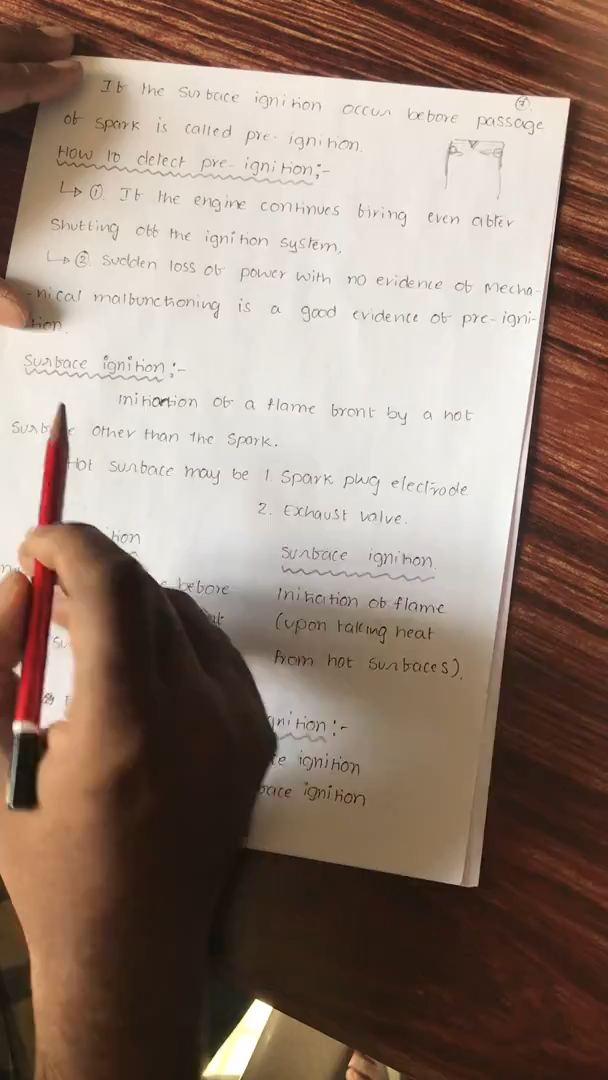 7.
If the surface ignition occur before passage
of spark is called pre-ignition.
How to detect pre-ignition;-
↳ ①. If the engine continues firing even after
shutting off the ignition system,
↳ ②. Sudden loss of power with no evidence of mecha-
-nical malfunctioning is a good evidence of pre-igni-
tion.
Surface ignition:-
initiation of a flame front by a hot
other than the spark.
Hot surface may be 1. Spark plug electrode
2. Exhaust valve.
Surface ignition.
before Initiation of flame
(upon taking heat
from hot surfaces).
ignition
ignition